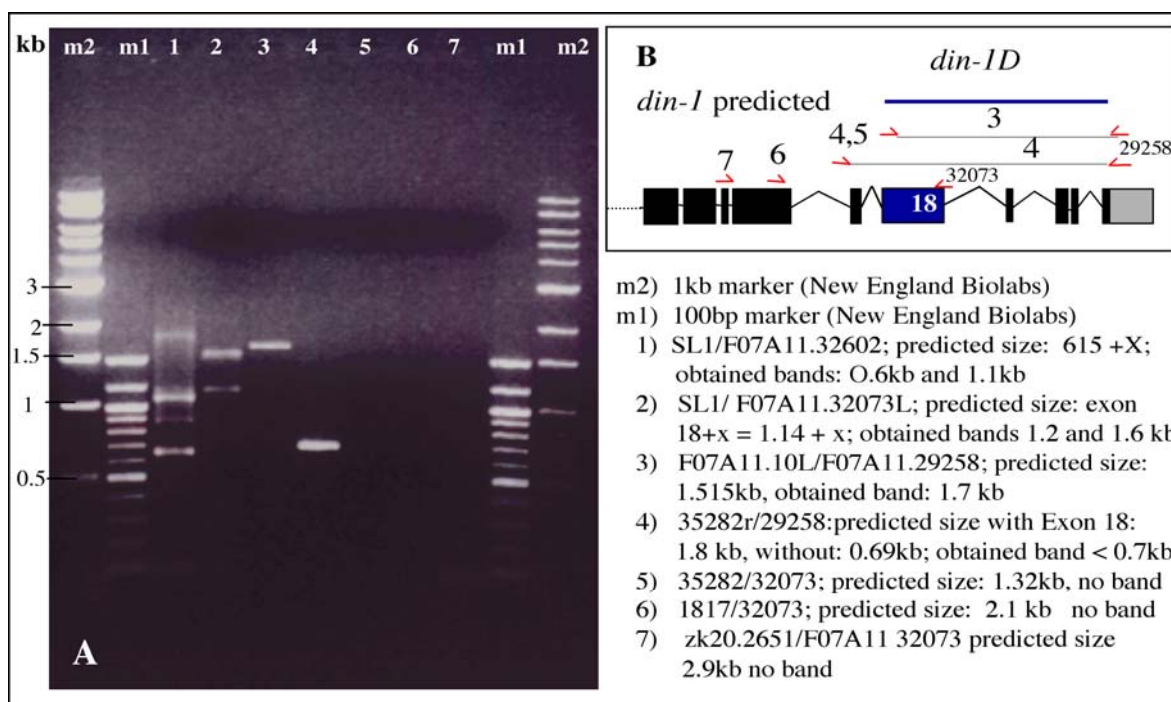 kb m2 m1 1 2 3 4 5 6 7 m1 m2
3
2
1.5
1
0.5
A
B
din-1D
din-1 predicted
3
4,5
4
29258
7
6
32073
18
m2) 1kb marker (New England Biolabs)
m1) 100bp marker (New England Biolabs)
1) SL1/F07A11.32602; predicted size: 615 +X;
obtained bands: O.6kb and 1.1kb
2) SL1/ F07A11.32073L; predicted size: exon
18+x = 1.14 + x; obtained bands 1.2 and 1.6 kb
3) F07A11.10L/F07A11.29258; predicted size:
1.515kb, obtained band: 1.7 kb
4) 35282r/29258:predicted size with Exon 18:
1.8 kb, without: 0.69kb; obtained band < 0.7kb
5) 35282/32073; predicted size: 1.32kb, no band
6) 1817/32073; predicted size: 2.1 kb no band
7) zk20.2651/F07A11 32073 predicted size
2.9kb no band